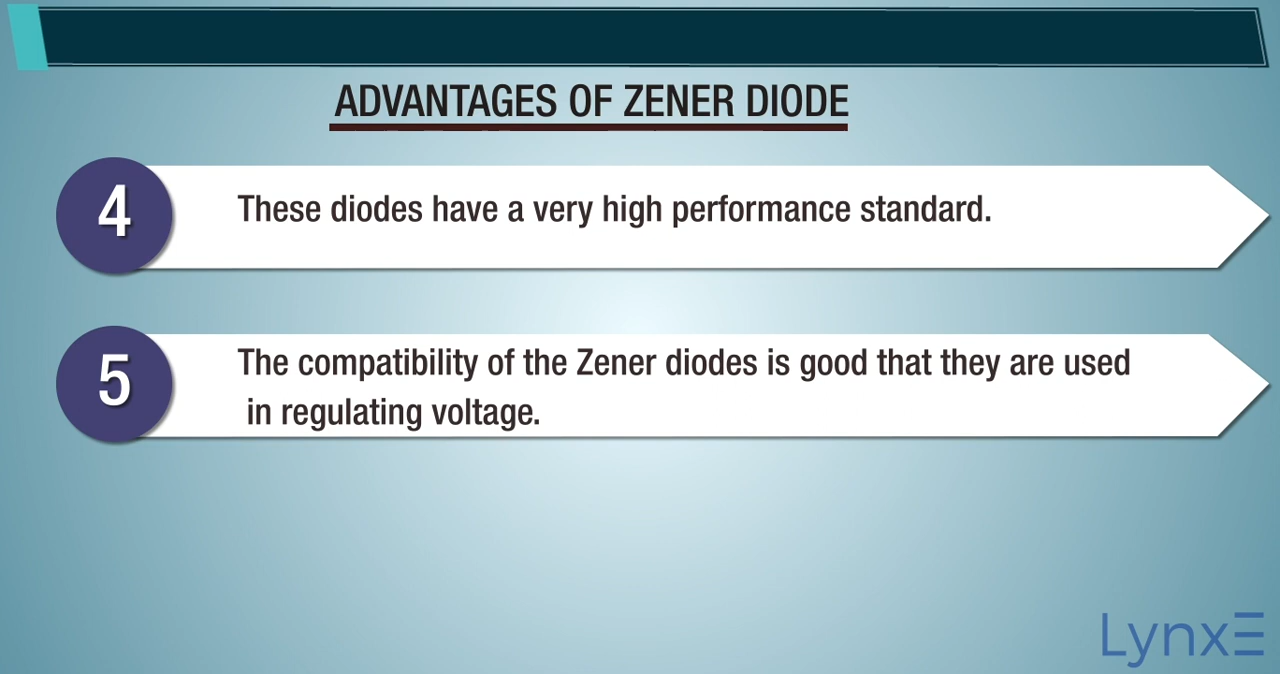 ADVANTAGES OF ZENER DIODE
4
These diodes have a very high performance standard.
5
The compatibility of the Zener diodes is good that they are used
in regulating voltage.
LynxE